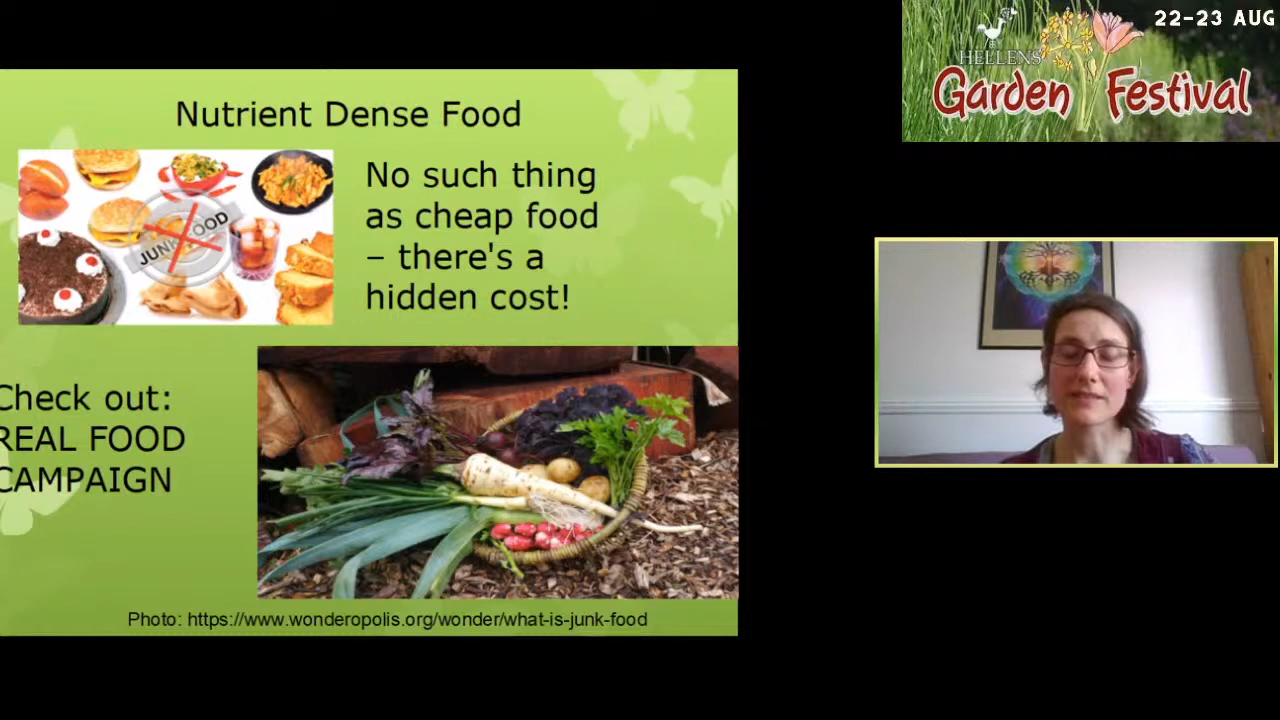 22-23 AUG
HELLENS
Garden Festival
Nutrient Dense Food
JUNK FOOD
No such thing
as cheap food
– there's a
hidden cost!
Check out:
REAL FOOD
CAMPAIGN
Photo: https://www.wonderopolis.org/wonder/what-is-junk-food